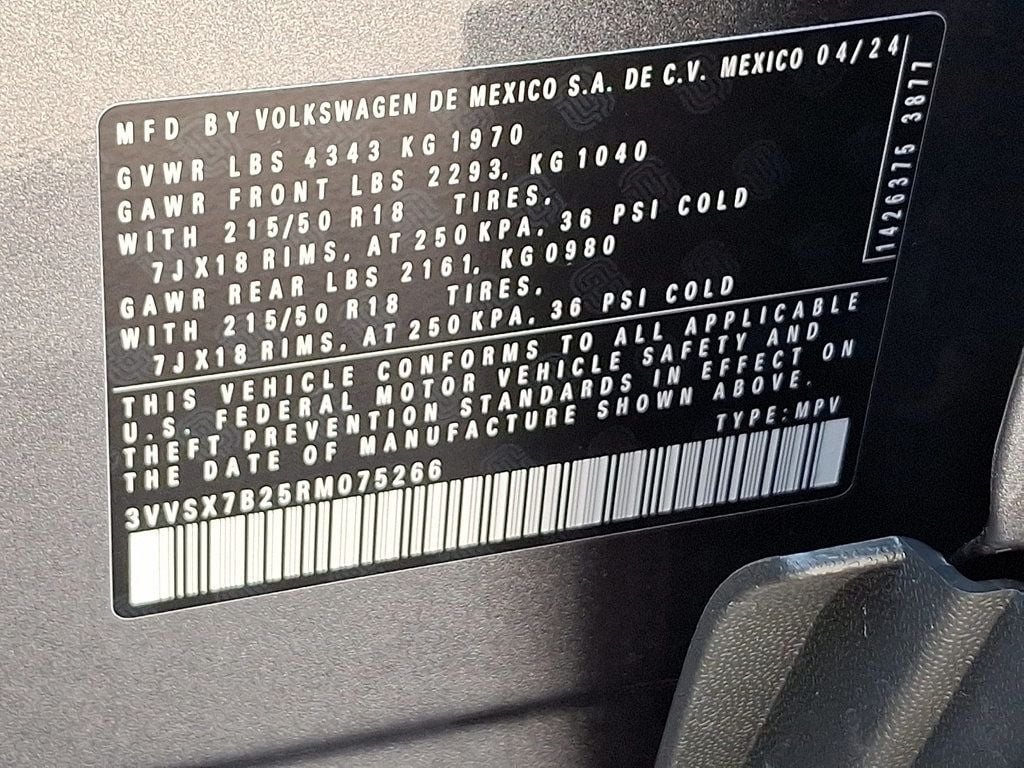 MFD BY VOLKSWAGEN DE MEXICO S.A. DE C.V. MEXICO 04/24
GVWR LBS 4343 KG 1970
GAWR FRONT LBS 2293, KG 1040
WITH 215/50 R18 TIRES,
7JX18 RIMS, AT 250 KPA, 36 PSI COLD
GAWR REAR LBS 2161, KG 0980
WITH 215/50 R18 TIRES,
7JX18 RIMS, AT 250 KPA, 36 PSI COLD
THIS VEHICLE CONFORMS TO ALL APPLICABLE
U.S. FEDERAL MOTOR VEHICLE SAFETY AND
THEFT PREVENTION STANDARDS IN EFFECT ON
THE DATE OF MANUFACTURE SHOWN ABOVE.
TYPE: MPV
3VVSX7B25RM075266
1426375 3877